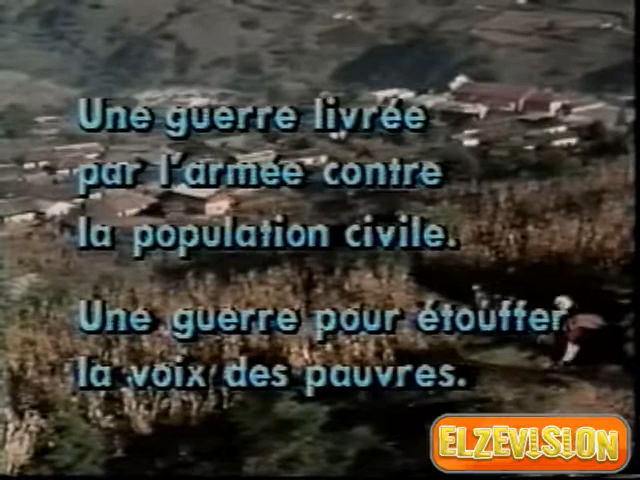 Une guerre livrée
par l'armée contre
la population civile.
Une guerre pour étouffer
la voix des pauvres.
ELZEVISION